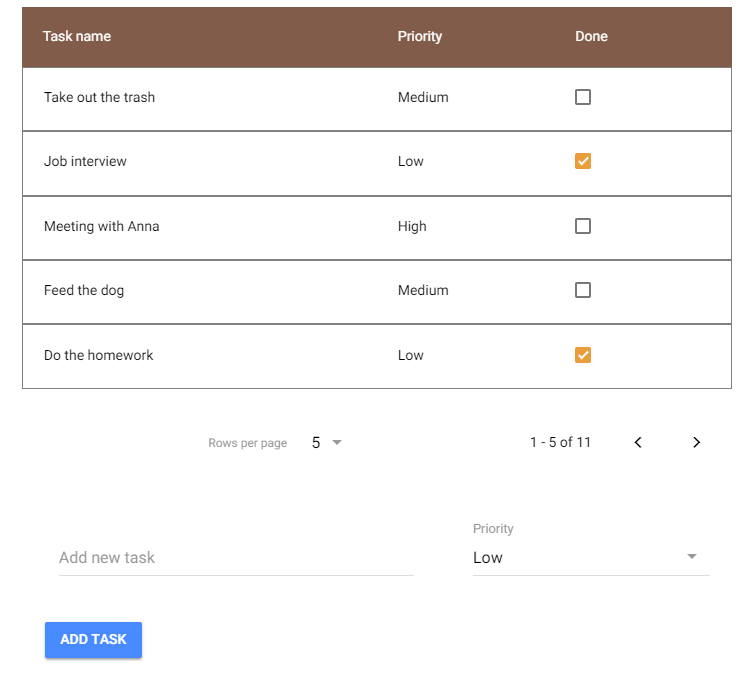 Task name Priority Done
Take out the trash Medium
Job interview Low
Meeting with Anna High
Feed the dog Medium
Do the homework Low
Rows per page 5 1 - 5 of 11
Priority
Add new task Low
ADD TASK